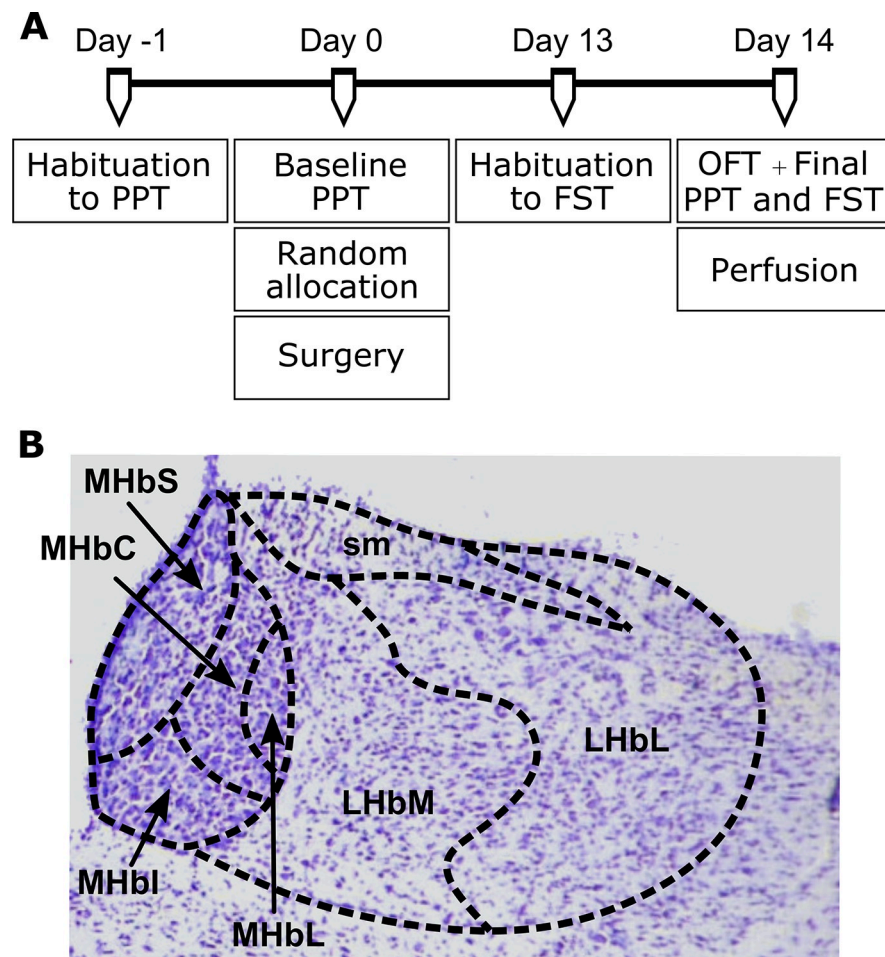 A
Day -1
Day 0
Day 13
Day 14
Habituation
to PPT
Baseline
PPT
Habituation
to FST
OFT + Final
PPT and FST
Random
allocation
Perfusion
Surgery
B
MHbS
MHbC
sm
LHbL
LHbM
MHbI
MHbL